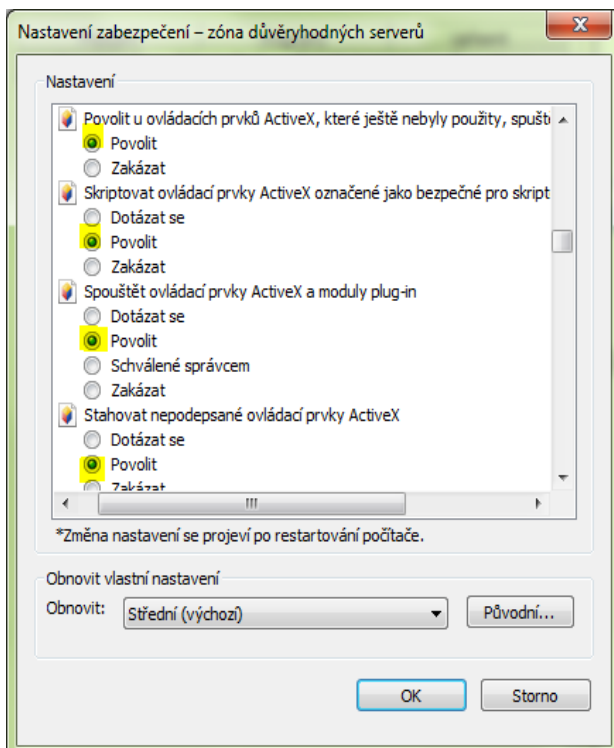 Nastavení zabezpečení – zóna důvěryhodných serverů
Nastavení
Povolit u ovládacích prvků ActiveX, které ještě nebyly použity, spuště
Povolit
Zakázat
Skriptovat ovládací prvky ActiveX označené jako bezpečné pro skript
Dotázat se
Povolit
Zakázat
Spouštět ovládací prvky ActiveX a moduly plug-in
Dotázat se
Povolit
Schválené správcem
Zakázat
Stahovat nepodepsané ovládací prvky ActiveX
Dotázat se
Povolit
Zakázat
*Změna nastavení se projeví po restartování počítače.
Obnovit vlastní nastavení
Obnovit: Střední (výchozí) Původní...
OK Storno